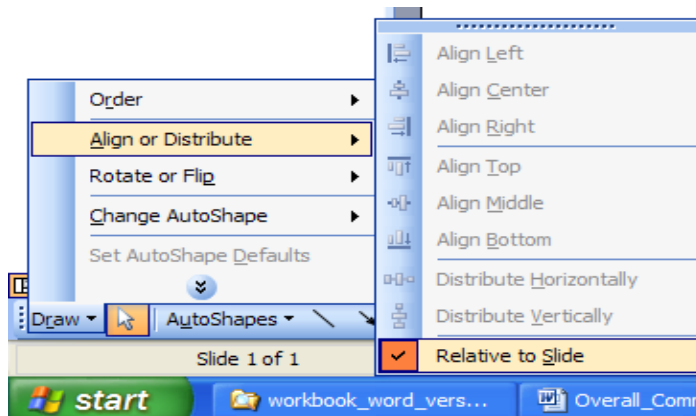 Align Left
Align Center
Align Right
Align Top
Align Middle
Align Bottom
Distribute Horizontally
Distribute Vertically
Relative to Slide
Order
Align or Distribute
Rotate or Flip
Change AutoShape
Set AutoShape Defaults
Draw AutoShapes
Slide 1 of 1
start workbook_word_vers... Overall_Com